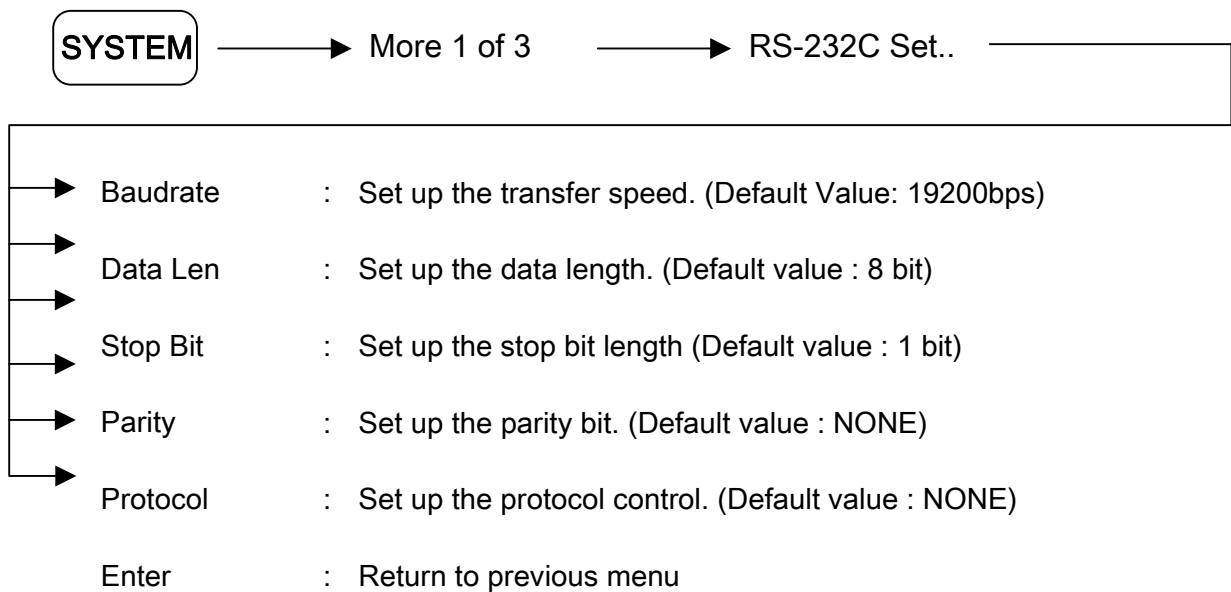 SYSTEM More 1 of 3 RS-232C Set..
Baudrate : Set up the transfer speed. (Default Value: 19200bps)
Data Len : Set up the data length. (Default value : 8 bit)
Stop Bit : Set up the stop bit length (Default value : 1 bit)
Parity : Set up the parity bit. (Default value : NONE)
Protocol : Set up the protocol control. (Default value : NONE)
Enter : Return to previous menu